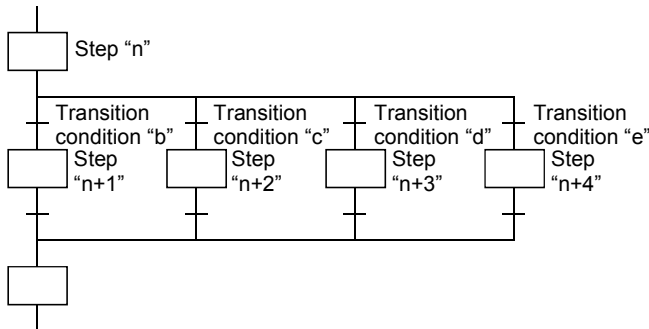 Step “n”
Transition
condition “b”
Transition
condition “c”
Transition
condition “d”
Transition
condition “e”
Step
“n+1”
Step
“n+2”
Step
“n+3”
Step
“n+4”